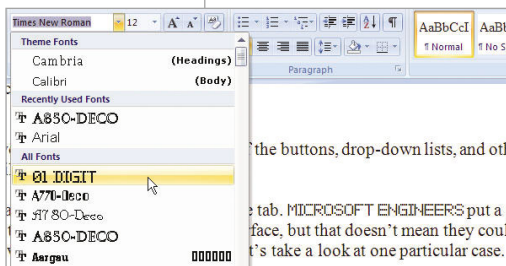 Times New Roman 12 A A
Theme Fonts
Cambria (Headings)
Calibri (Body)
Recently Used Fonts
A850-DECO
Arial
All Fonts
01 DIGIT
A770-Deco
A780-Deco
A850-DECO
Aargau
Paragraph
AaBbCcI AaBb
¶ Normal ¶ No S
f the buttons, drop-down lists, and oth
e tab. MICROSOFT ENGINEERS put a
face, but that doesn't mean they coul
t's take a look at one particular case.